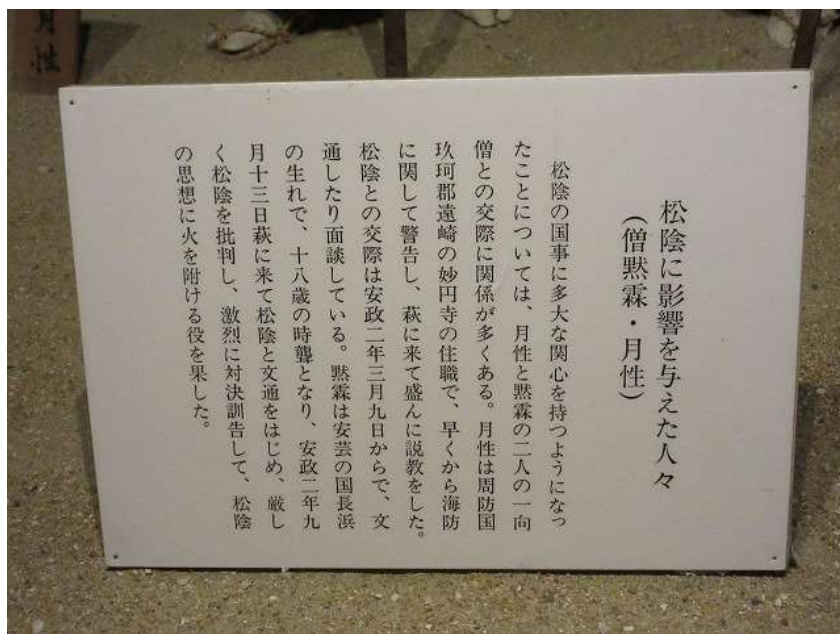 松陰に影響を与えた人々
（僧黙霖・月性）
松陰の国事に多大な関心を持つようになっ
たことについては、月性と黙霖の二人の一向
僧との交際に関係が多くある。月性は周防国
玖珂郡遠崎の妙円寺の住職で、早くから海防
に関して警告し、萩に来て盛んに説教をした。
松陰との交際は安政二年三月九日からで、文
通したり面談している。黙霖は安芸の国長浜
の生れで、十八歳の時聾となり、安政二年九
月十三日萩に来て松陰と文通をはじめ、厳し
く松陰を批判し、激烈に対決訓告して、松陰
の思想に火を附ける役を果した。
月性